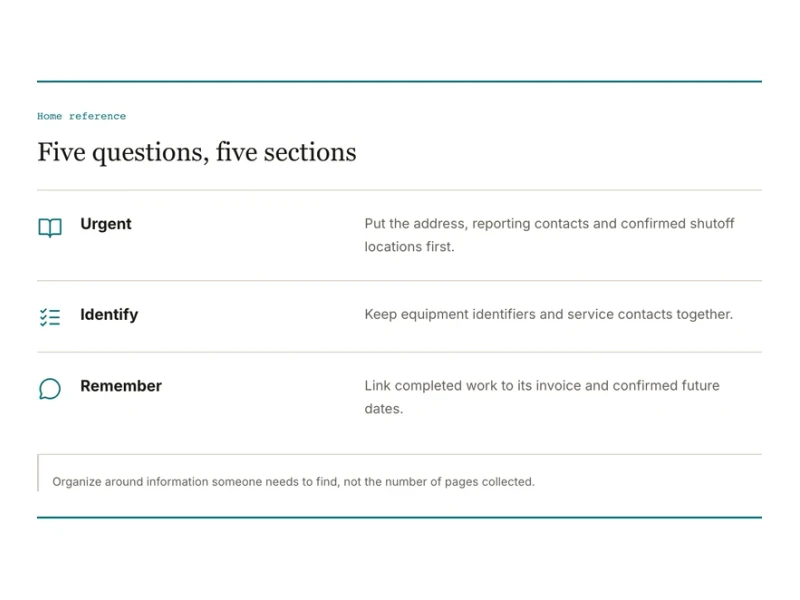 Home reference
Five questions, five sections
Urgent
Put the address, reporting contacts and confirmed shutoff
locations first.
Identify
Keep equipment identifiers and service contacts together.
Remember
Link completed work to its invoice and confirmed future
dates.
Organize around information someone needs to find, not the number of pages collected.